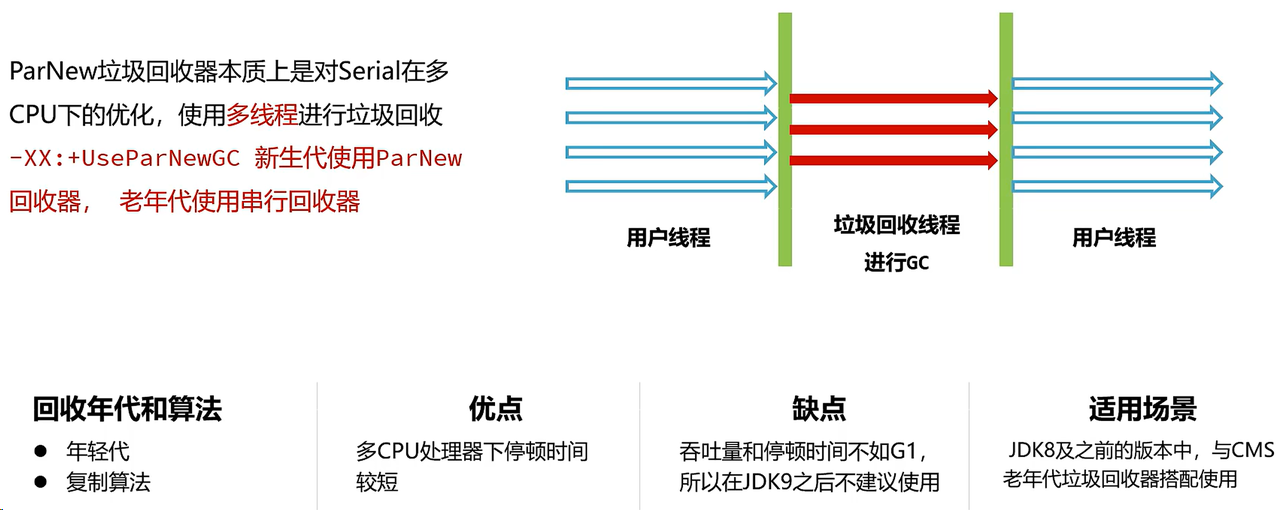 ParNew垃圾回收器本质上是对Serial在多
CPU下的优化，使用多线程进行垃圾回收
-XX:+UseParNewGC 新生代使用ParNew
回收器， 老年代使用串行回收器
用户线程
垃圾回收线程
进行GC
用户线程
回收年代和算法
● 年轻代
● 复制算法
优点
多CPU处理器下停顿时间
较短
缺点
吞吐量和停顿时间不如G1，
所以在JDK9之后不建议使用
适用场景
JDK8及之前的版本中，与CMS
老年代垃圾回收器搭配使用